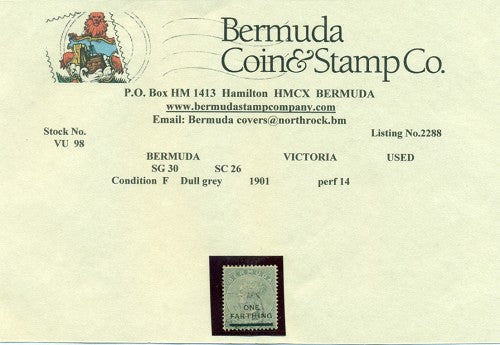 Bermuda
Coin & Stamp Co.
P.O. Box HM 1413 Hamilton HMCX BERMUDA
www.bermudastampcompany.com
Email: Bermuda covers@northrock.bm
Stock No. Listing No.2288
VU 98
BERMUDA VICTORIA USED
SG 30 SC 26
Condition F Dull grey 1901 perf 14
ONE
FARTHING